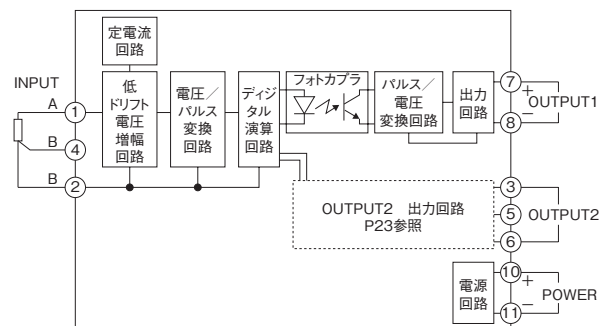 定電流
回路
INPUT
A
①
B
④
B
②
低
ドリフト
電圧
増幅
回路
電圧／
パルス
変換
回路
ディジ
タル
演算
回路
フォトカプラ
パルス／
電圧
変換回路
出力
回路
⑦
+
OUTPUT1
−
⑧
OUTPUT2 出力回路
P23参照
③
⑤
OUTPUT2
⑥
電源
回路
⑩
+
POWER
−
⑪